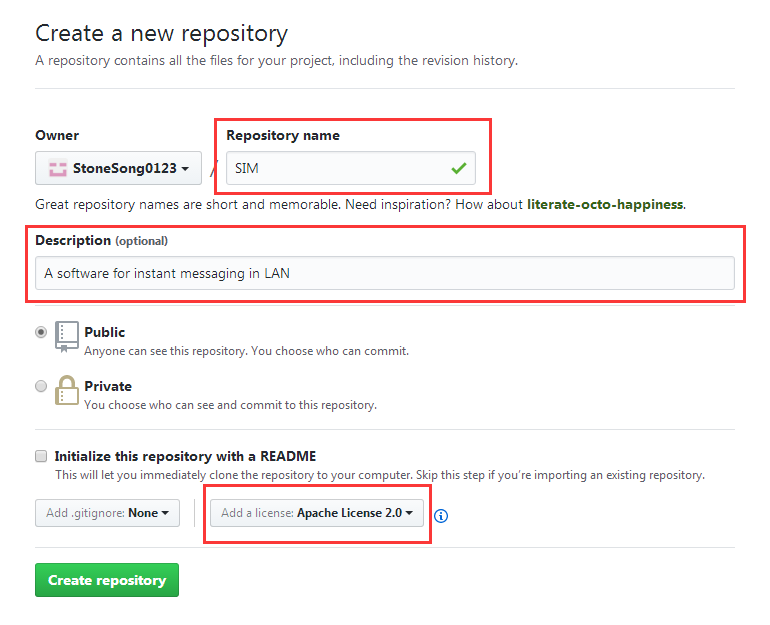 Create a new repository
A repository contains all the files for your project, including the revision history.
Owner
Repository name
StoneSong0123 / SIM
Great repository names are short and memorable. Need inspiration? How about literate-octo-happiness.
Description (optional)
A software for instant messaging in LAN
Public
Anyone can see this repository. You choose who can commit.
Private
You choose who can see and commit to this repository.
Initialize this repository with a README
This will let you immediately clone the repository to your computer. Skip this step if you’re importing an existing repository.
Add .gitignore: None Add a license: Apache License 2.0
Create repository